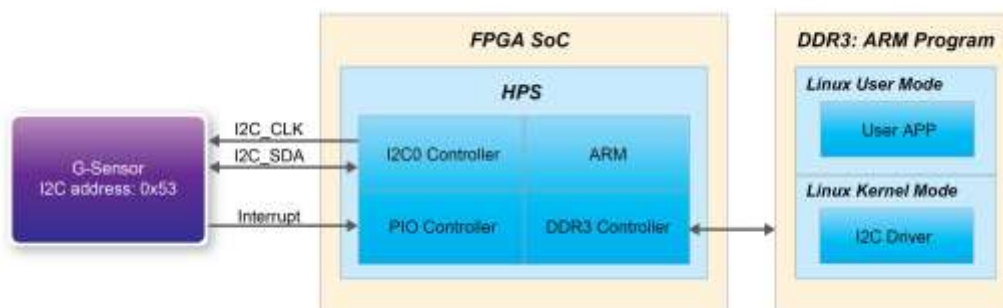 FPGA SoC
HPS
I2C0 Controller
ARM
PIO Controller
DDR3 Controller
G-Sensor
I2C address: 0x53
I2C_CLK
I2C_SDA
Interrupt
DDR3: ARM Program
Linux User Mode
User APP
Linux Kernel Mode
I2C Driver